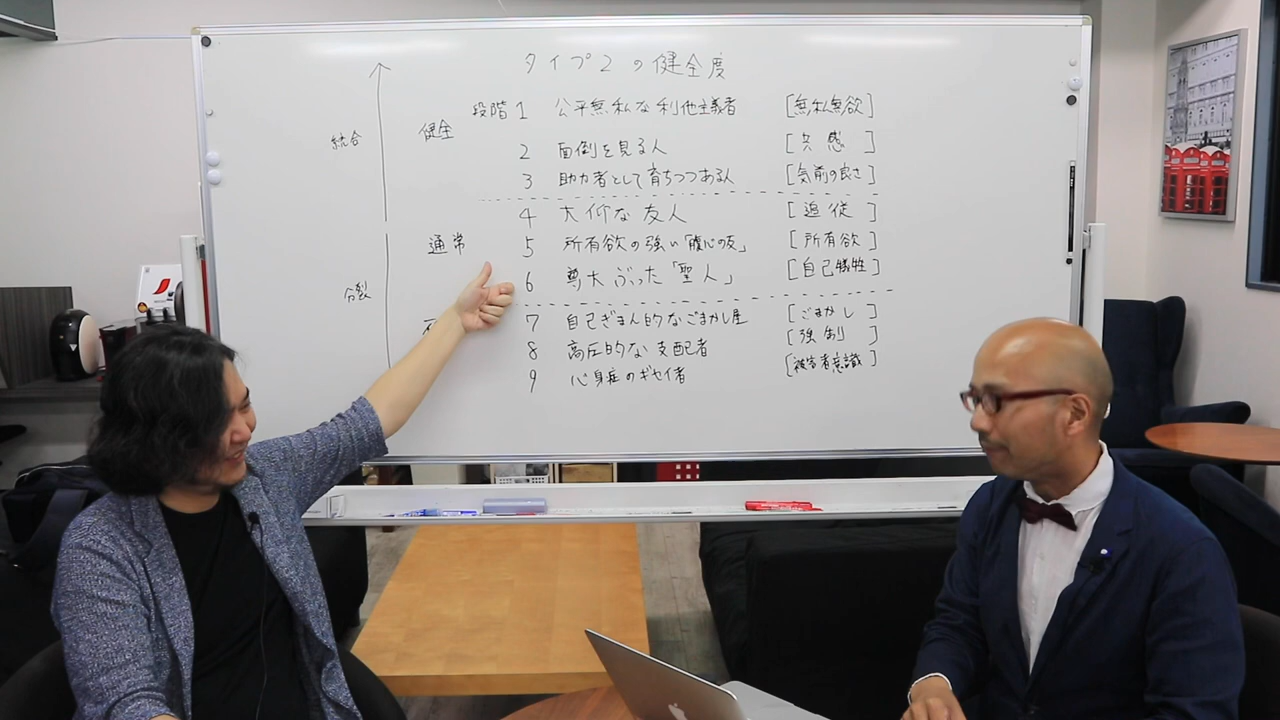 タイプ2の健全度
統合
健全
段階1 公平無私な利他主義者 [無私無欲]
2 面倒を見る人 [共感]
3 助力者として育ちつつある人 [気前の良さ]
4 大仰な友人 [追従]
通常
5 所有欲の強い「腹心の友」 [所有欲]
6 尊大ぶった「聖人」 [自己犠牲]
分裂
7 自己ぎまん的なごまかし屋 [ごまかし]
8 高圧的な支配者 [強制]
9 心身症のギセイ者 [被害者意識]